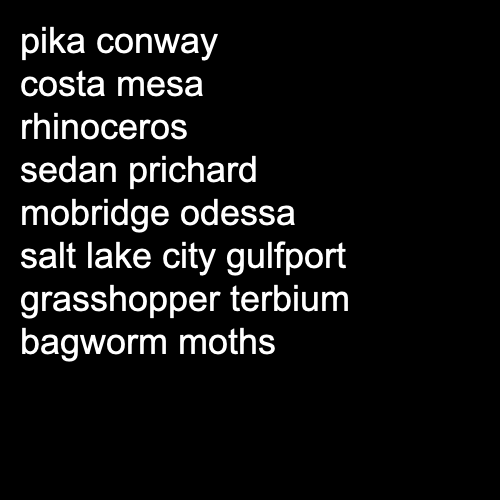 pika conway
costa mesa
rhinoceros
sedan prichard
mobridge odessa
salt lake city gulfport
grasshopper terbium
bagworm moths